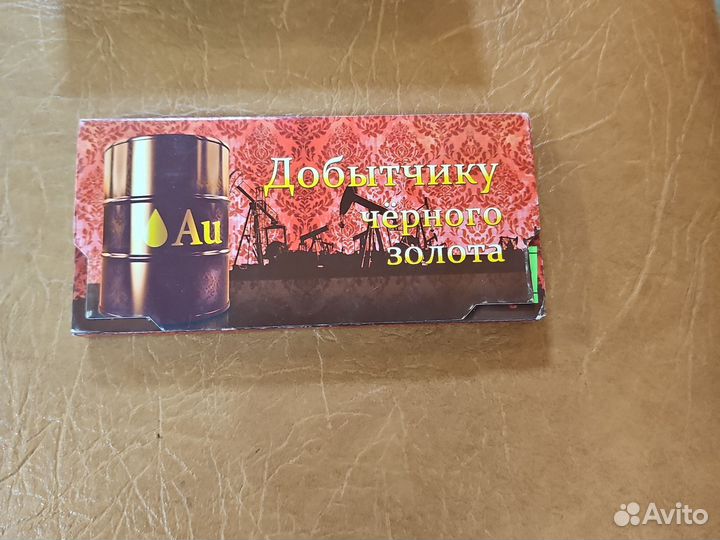 Добытчику
чёрного
золота
Au
Avito